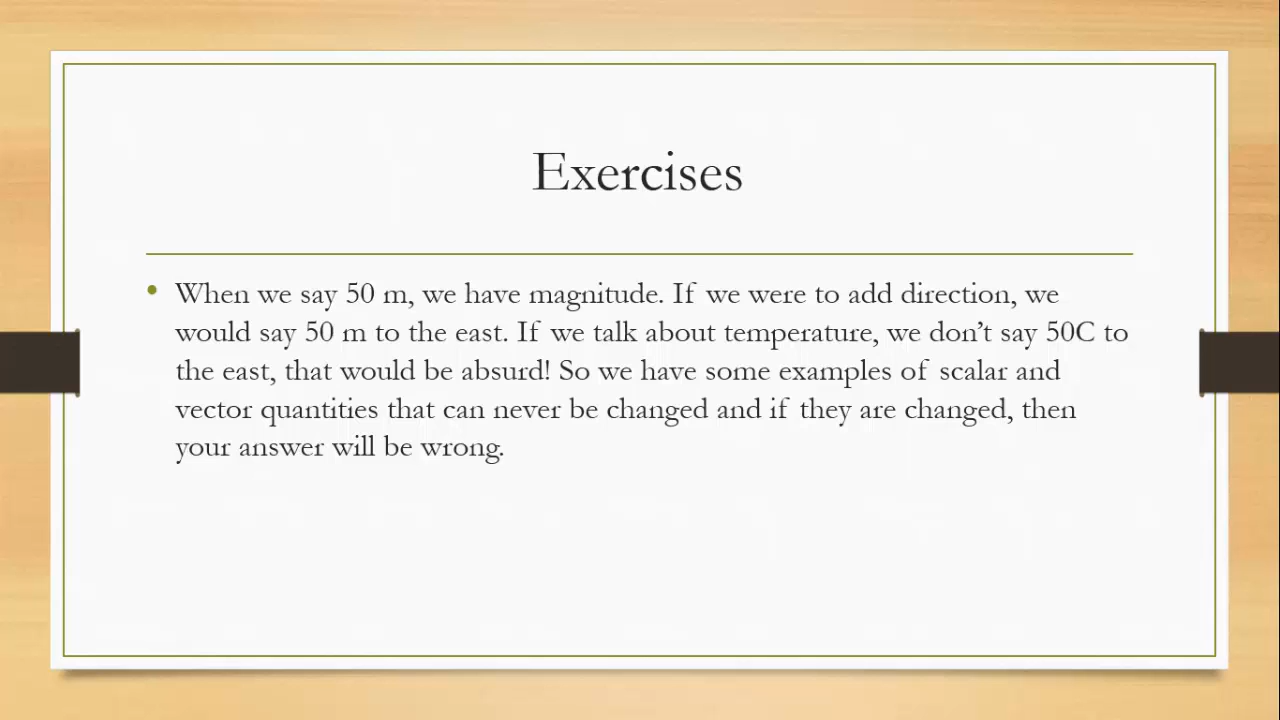 Exercises
• When we say 50 m, we have magnitude. If we were to add direction, we
would say 50 m to the east. If we talk about temperature, we don’t say 50C to
the east, that would be absurd! So we have some examples of scalar and
vector quantities that can never be changed and if they are changed, then
your answer will be wrong.